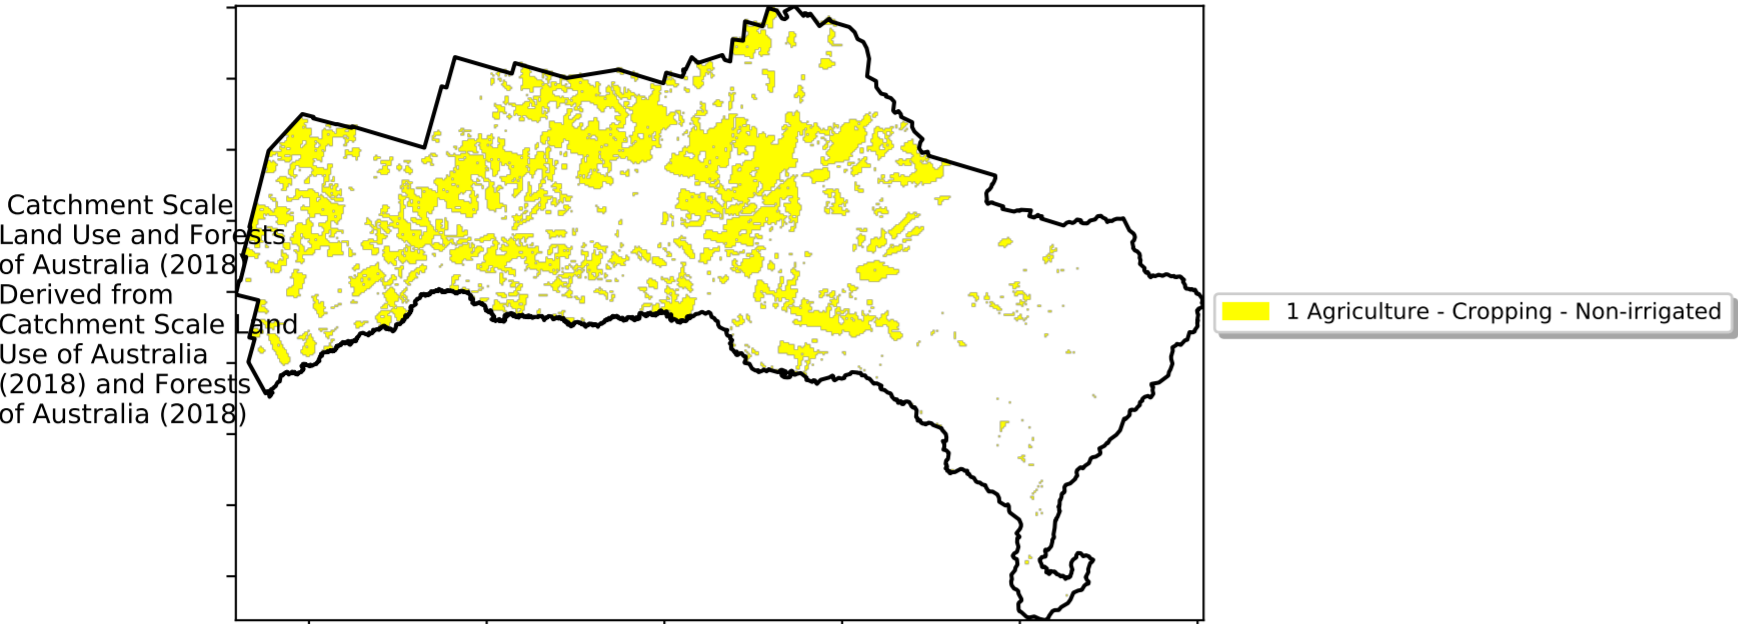 Catchment Scale
Land Use and Forests
of Australia (2018)
Derived from
Catchment Scale Land
Use of Australia
(2018) and Forests
of Australia (2018)
1 Agriculture - Cropping - Non-irrigated